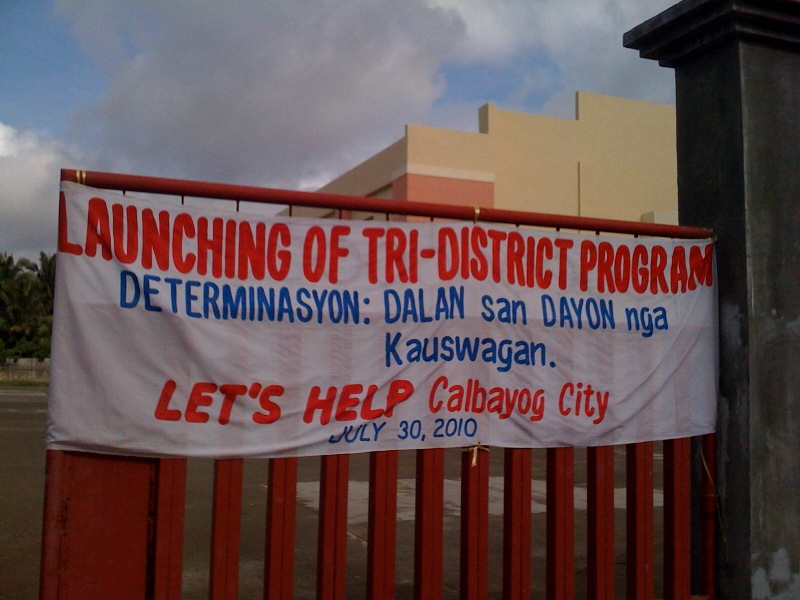 LAUNCHING OF TRI-DISTRICT PROGRAM
DETERMINASYON: DALAN san DAYON nga
Kauswagan.
LET'S HELP Calbayog City
JULY 30, 2010